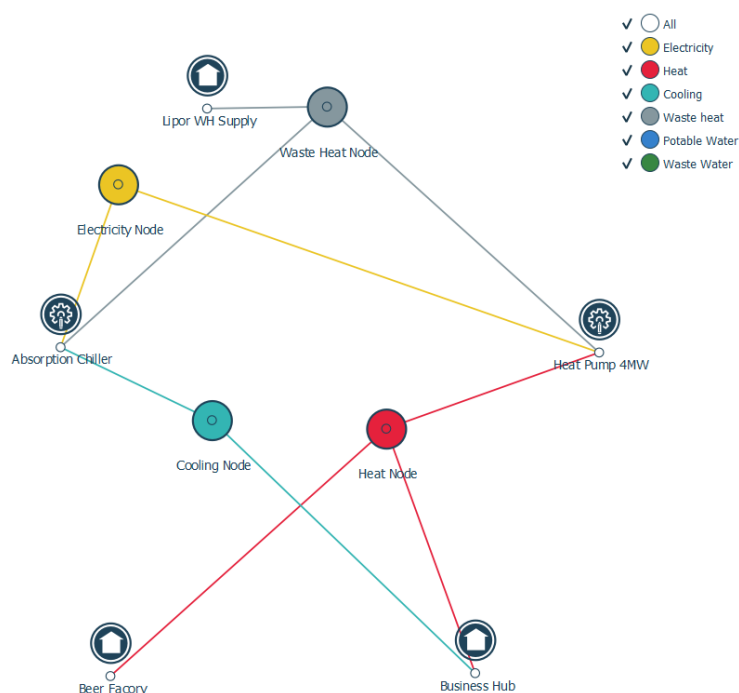 All
Electricity
Heat
Cooling
Waste heat
Potable Water
Waste Water
Lipor WH Supply
Waste Heat Node
Electricity Node
Absorption Chiller
Heat Pump 4MW
Cooling Node
Heat Node
Beer Facory
Business Hub